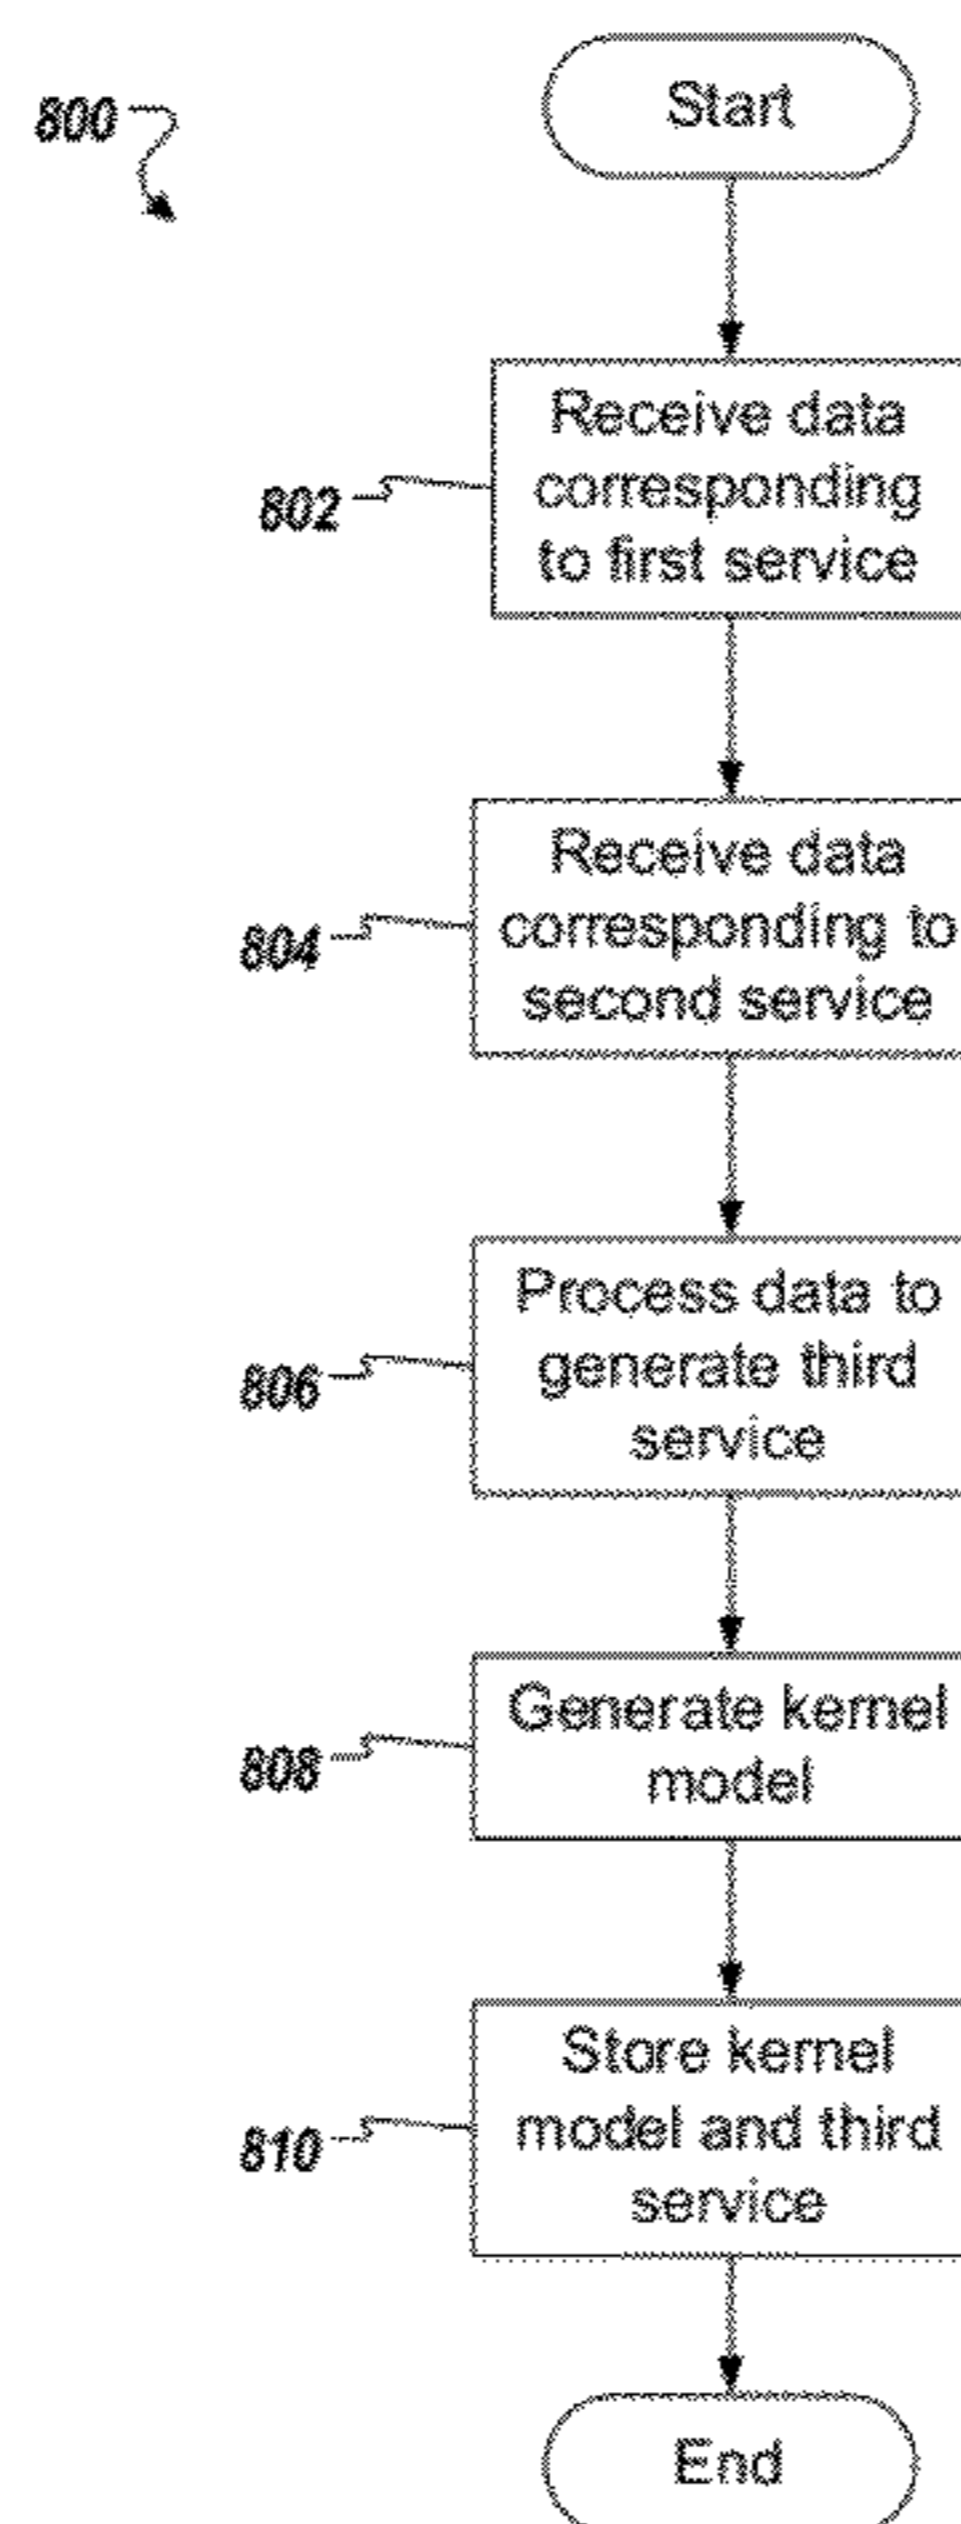 800
Start
Receive data
corresponding
to first service
802
Receive data
corresponding to
second service
804
Process data to
generate third
service
806
Generate kernel
model
808
Store kernel
model and third
service
810
End